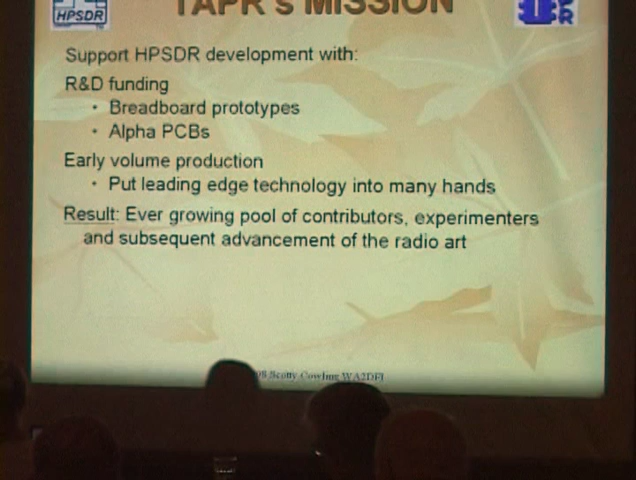 HPSDR
TAPR's MISSION
PR
Support HPSDR development with:
R&D funding
• Breadboard prototypes
• Alpha PCBs
Early volume production
• Put leading edge technology into many hands
Result: Ever growing pool of contributors, experimenters
and subsequent advancement of the radio art
Scotty Cowling WA2DFI